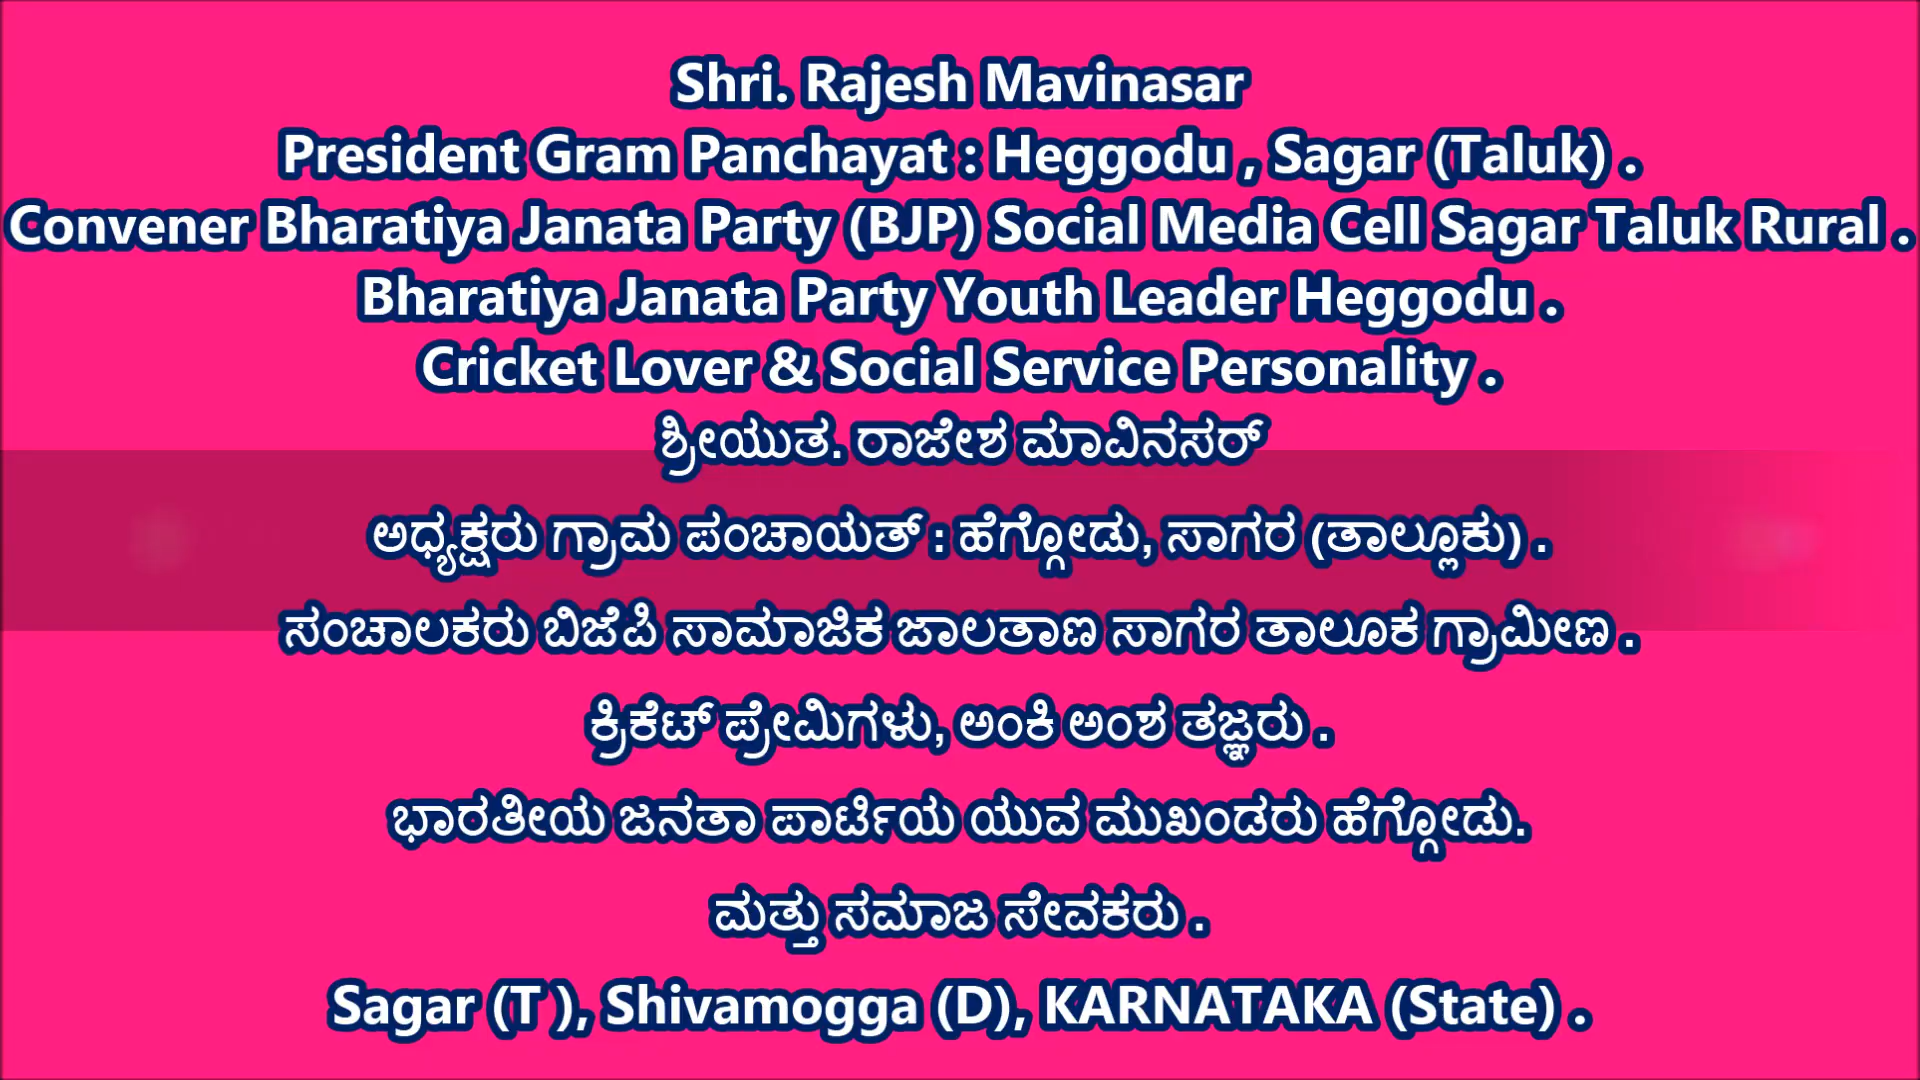 Shri. Rajesh Mavinasar
President Gram Panchayat : Heggodu , Sagar (Taluk) .
Convener Bharatiya Janata Party (BJP) Social Media Cell Sagar Taluk Rural .
Bharatiya Janata Party Youth Leader Heggodu .
Cricket Lover & Social Service Personality .
ಶ್ರೀಯುತ. ರಾಜೇಶ ಮಾವಿನಸರ್
ಅಧ್ಯಕ್ಷರು ಗ್ರಾಮ ಪಂಚಾಯತ್ : ಹೆಗ್ಗೋಡು, ಸಾಗರ (ತಾಲ್ಲೂಕು) .
ಸಂಚಾಲಕರು ಬಿಜೆಪಿ ಸಾಮಾಜಿಕ ಜಾಲತಾಣ ಸಾಗರ ತಾಲೂಕ ಗ್ರಾಮೀಣ .
ಕ್ರಿಕೆಟ್ ಪ್ರೇಮಿಗಳು, ಅಂಕಿ ಅಂಶ ತಜ್ಞರು .
ಭಾರತೀಯ ಜನತಾ ಪಾರ್ಟಿಯ ಯುವ ಮುಖಂಡರು ಹೆಗ್ಗೋಡು.
ಮತ್ತು ಸಮಾಜ ಸೇವಕರು .
Sagar (T ), Shivamogga (D), KARNATAKA (State) .